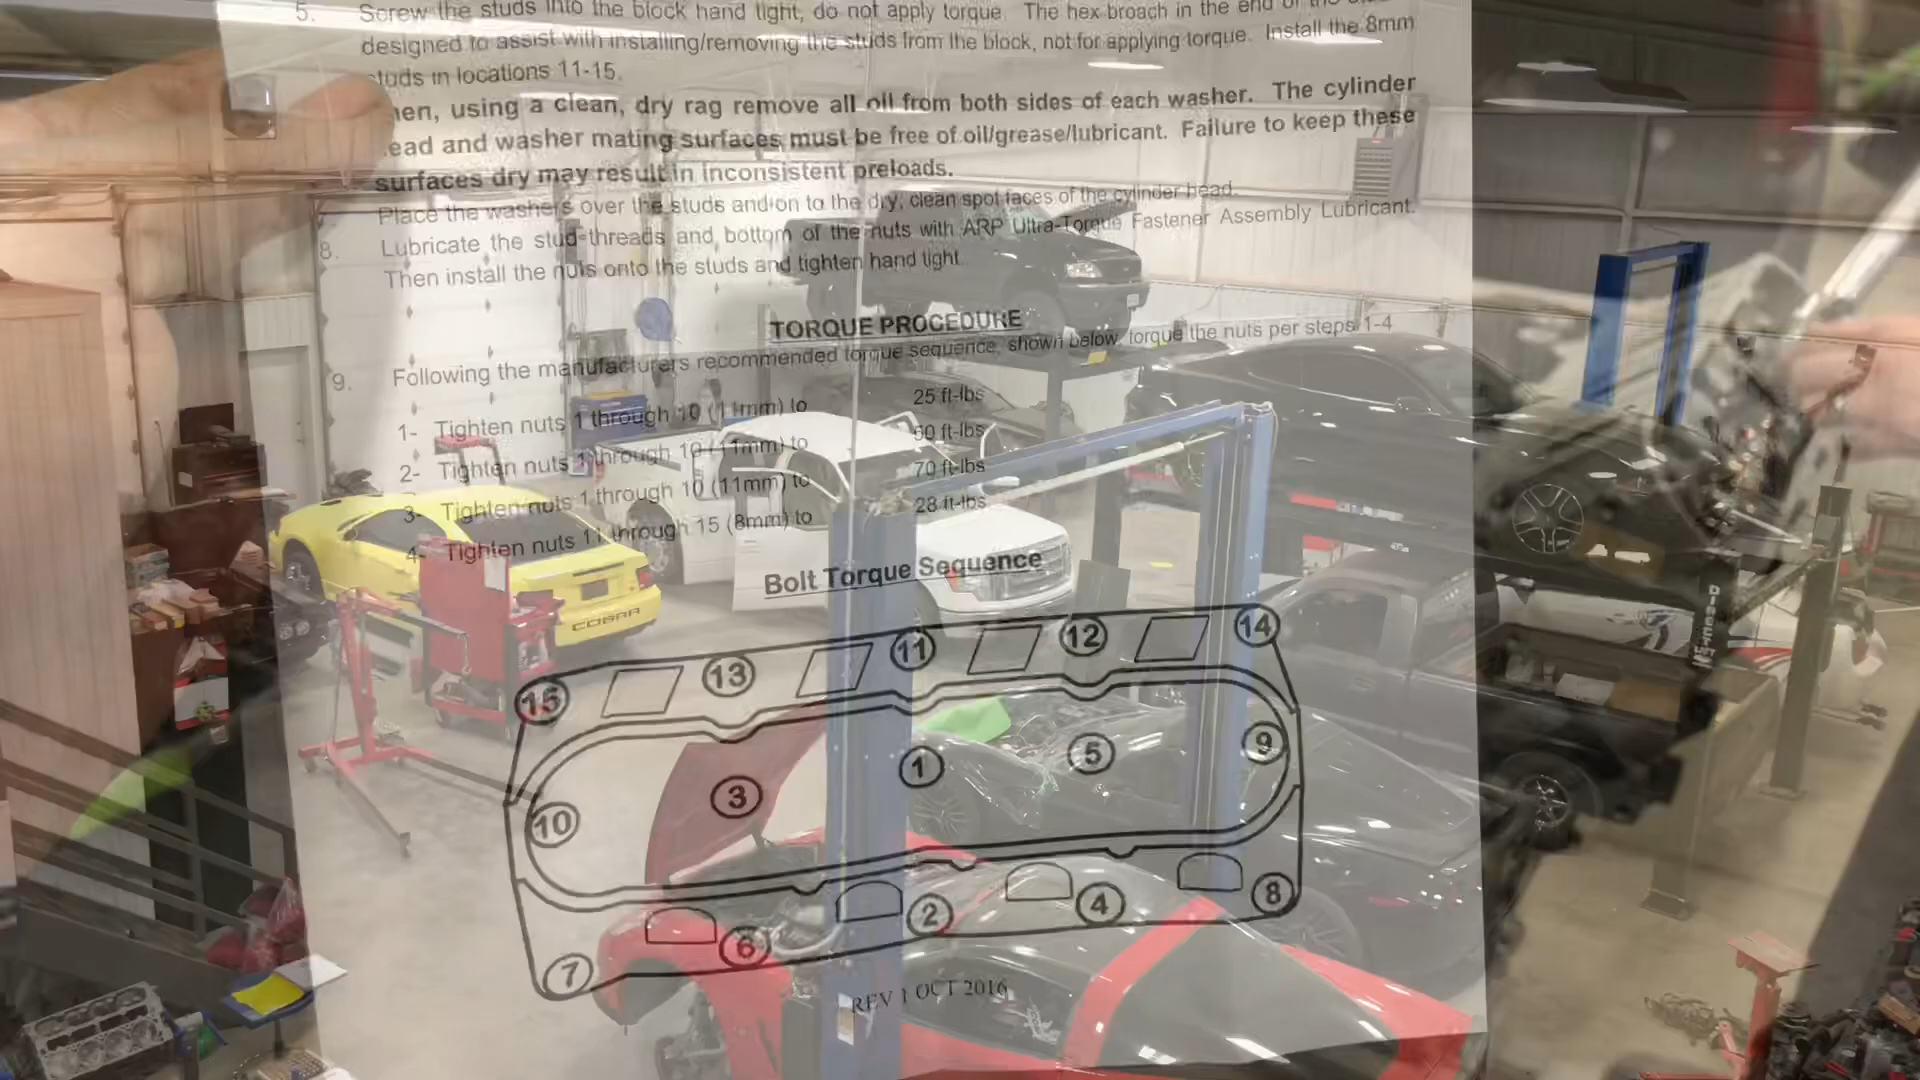 5. Screw the studs into the block hand tight, do not apply torque. The hex broach in the end of the
designed to assist with installing/removing the studs from the block, not for applying torque. Install the 8mm
studs in locations 11-15.
hen, using a clean, dry rag remove all oil from both sides of each washer. The cylinder
ead and washer mating surfaces must be free of oil/grease/lubricant. Failure to keep these
surfaces dry may result in inconsistent preloads.
Place the washers over the studs and/on to the dry, clean spot faces of the cylinder head.
8. Lubricate the stud threads and bottom of the nuts with ARP Ultra-Torque Fastener Assembly Lubricant.
Then install the nuts onto the studs and tighten hand tight
TORQUE PROCEDURE
9. Following the manufacturers recommended torque sequence, shown below, torque the nuts per steps 1-4
1- Tighten nuts 1 through 10 (11mm) to 25 ft-lbs
2- Tighten nuts 1 through 10 (11mm) to 50 ft-lbs
3- Tighten nuts 1 through 10 (11mm) to 70 ft-lbs
4- Tighten nuts 11 through 15 (8mm) to 28 ft-lbs
Bolt Torque Sequence
15 13 11 12 14
10 3 1 5 9
7 6 2 4 8
REV 1 OCT 2016
COBRA